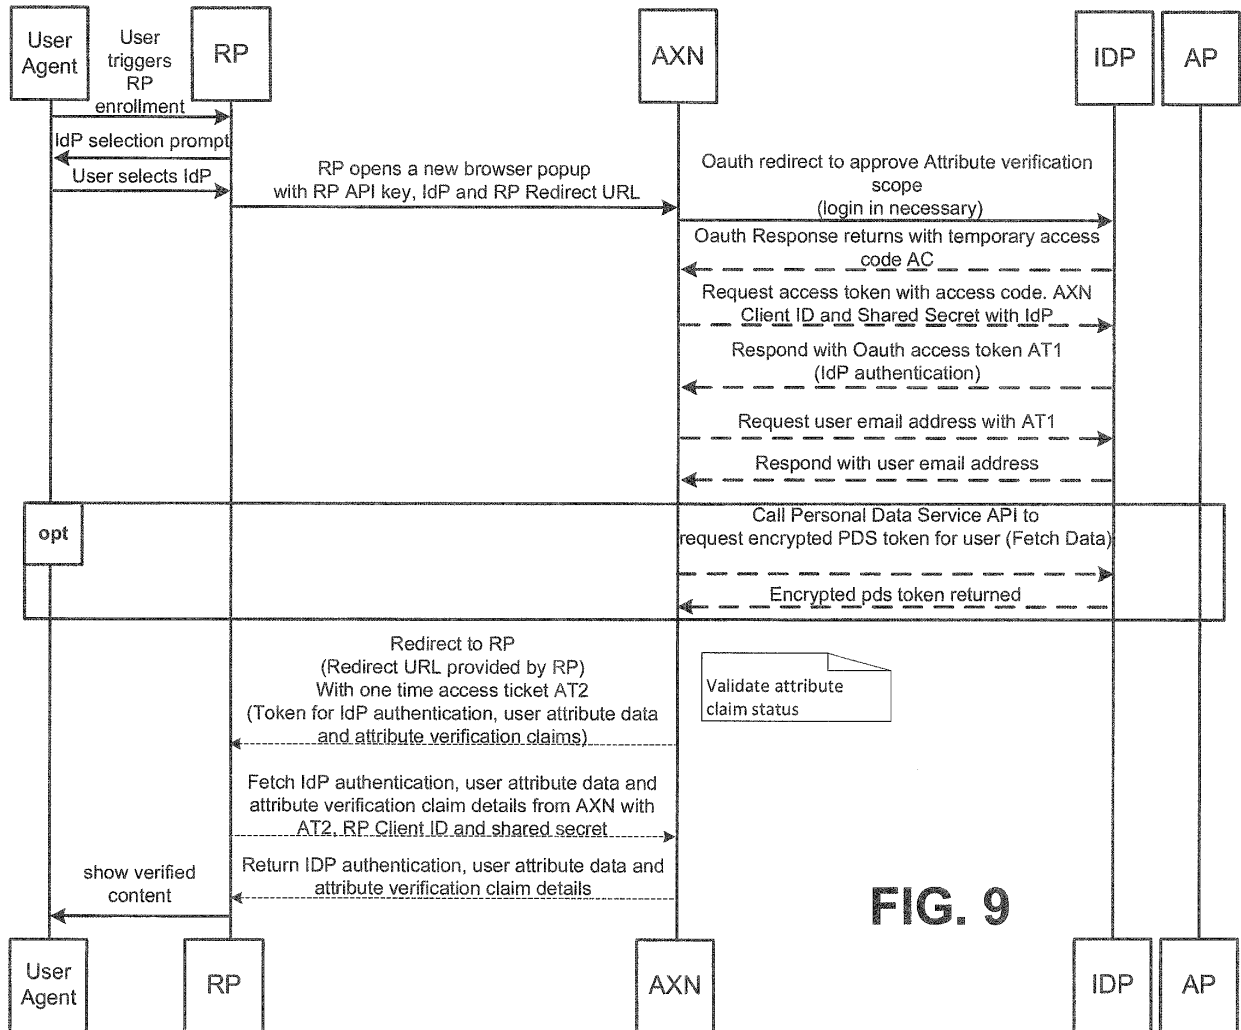 User
Agent
User
triggers
RP
enrollment
RP
AXN
IDP
AP
IdP selection prompt
User selects IdP
RP opens a new browser popup
with RP API key, IdP and RP Redirect URL
Oauth redirect to approve Attribute verification
scope
(login in necessary)
Oauth Response returns with temporary access
code AC
Request access token with access code. AXN
Client ID and Shared Secret with IdP
Respond with Oauth access token AT1
(IdP authentication)
Request user email address with AT1
Respond with user email address
opt
Call Personal Data Service API to
request encrypted PDS token for user (Fetch Data)
Encrypted pds token returned
Redirect to RP
(Redirect URL provided by RP)
With one time access ticket AT2
(Token for IdP authentication, user attribute data
and attribute verification claims)
Validate attribute
claim status
Fetch IdP authentication, user attribute data and
attribute verification claim details from AXN with
AT2, RP Client ID and shared secret
Return IDP authentication, user attribute data and
attribute verification claim details
show verified
content
FIG. 9
User
Agent
RP
AXN
IDP
AP